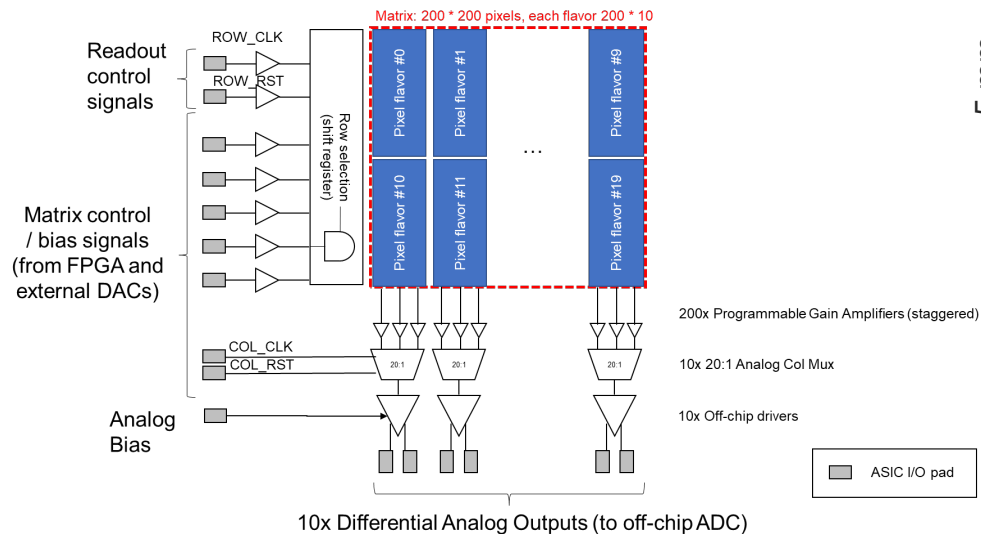 Matrix: 200 * 200 pixels, each flavor 200 * 10
Readout
control
signals
ROW_CLK
ROW_RST
Row selection
(shift register)
Pixel flavor #0
Pixel flavor #1
...
Pixel flavor #9
Pixel flavor #10
Pixel flavor #11
Pixel flavor #19
Matrix control
/ bias signals
(from FPGA and
external DACs)
200x Programmable Gain Amplifiers (staggered)
COL_CLK
COL_RST
20:1
20:1
20:1
10x 20:1 Analog Col Mux
Analog
Bias
10x Off-chip drivers
ASIC I/O pad
10x Differential Analog Outputs (to off-chip ADC)